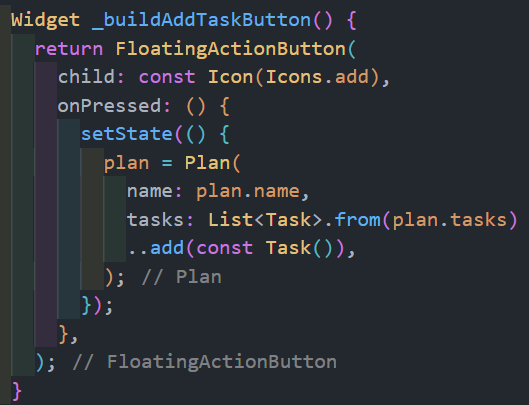 Widget _buildAddTaskButton() {
return FloatingActionButton(
child: const Icon(Icons.add),
onPressed: () {
setState(() {
plan = Plan(
name: plan.name,
tasks: List<Task>.from(plan.tasks)
..add(const Task()),
); // Plan
});
},
); // FloatingActionButton
}